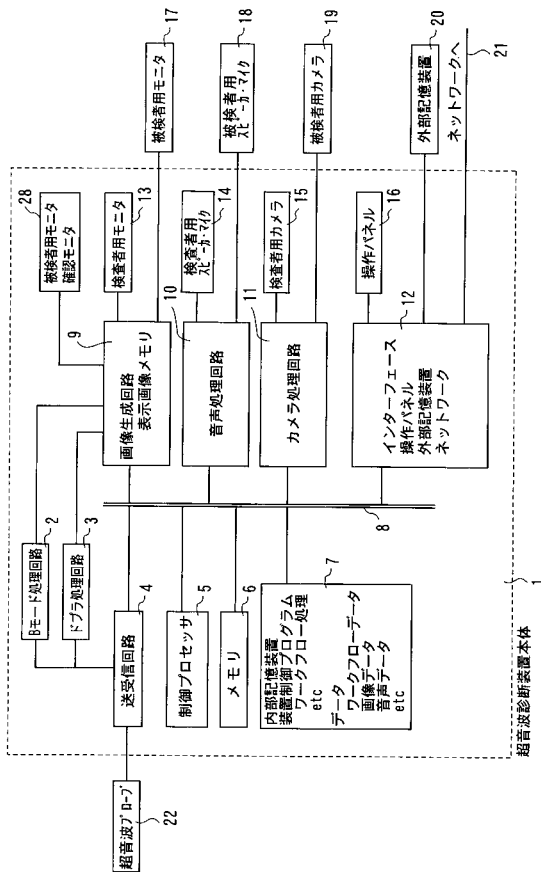 超音波プローブ
22
Bモード処理回路
2
ドプラ処理回路
3
送受信回路
4
制御プロセッサ
5
メモリ
6
内部記憶装置
装置制御プログラム
ワークフロー処理
etc
データ
ワークフローデータ
画像データ
音声データ
etc
7
8
28
被検者用モニタ
確認モニタ
検査者用モニタ
13
9
画像生成回路
表示画像メモリ
10
音声処理回路
検査者用
スピーカ・マイク
14
11
カメラ処理回路
検査者用カメラ
15
操作パネル
16
12
インターフェース
操作パネル
外部記憶装置
ネットワーク
被検者用モニタ
17
被検者用
スピーカ・マイク
18
被検者用カメラ
19
外部記憶装置
20
ネットワークへ
21
1
超音波診断装置本体